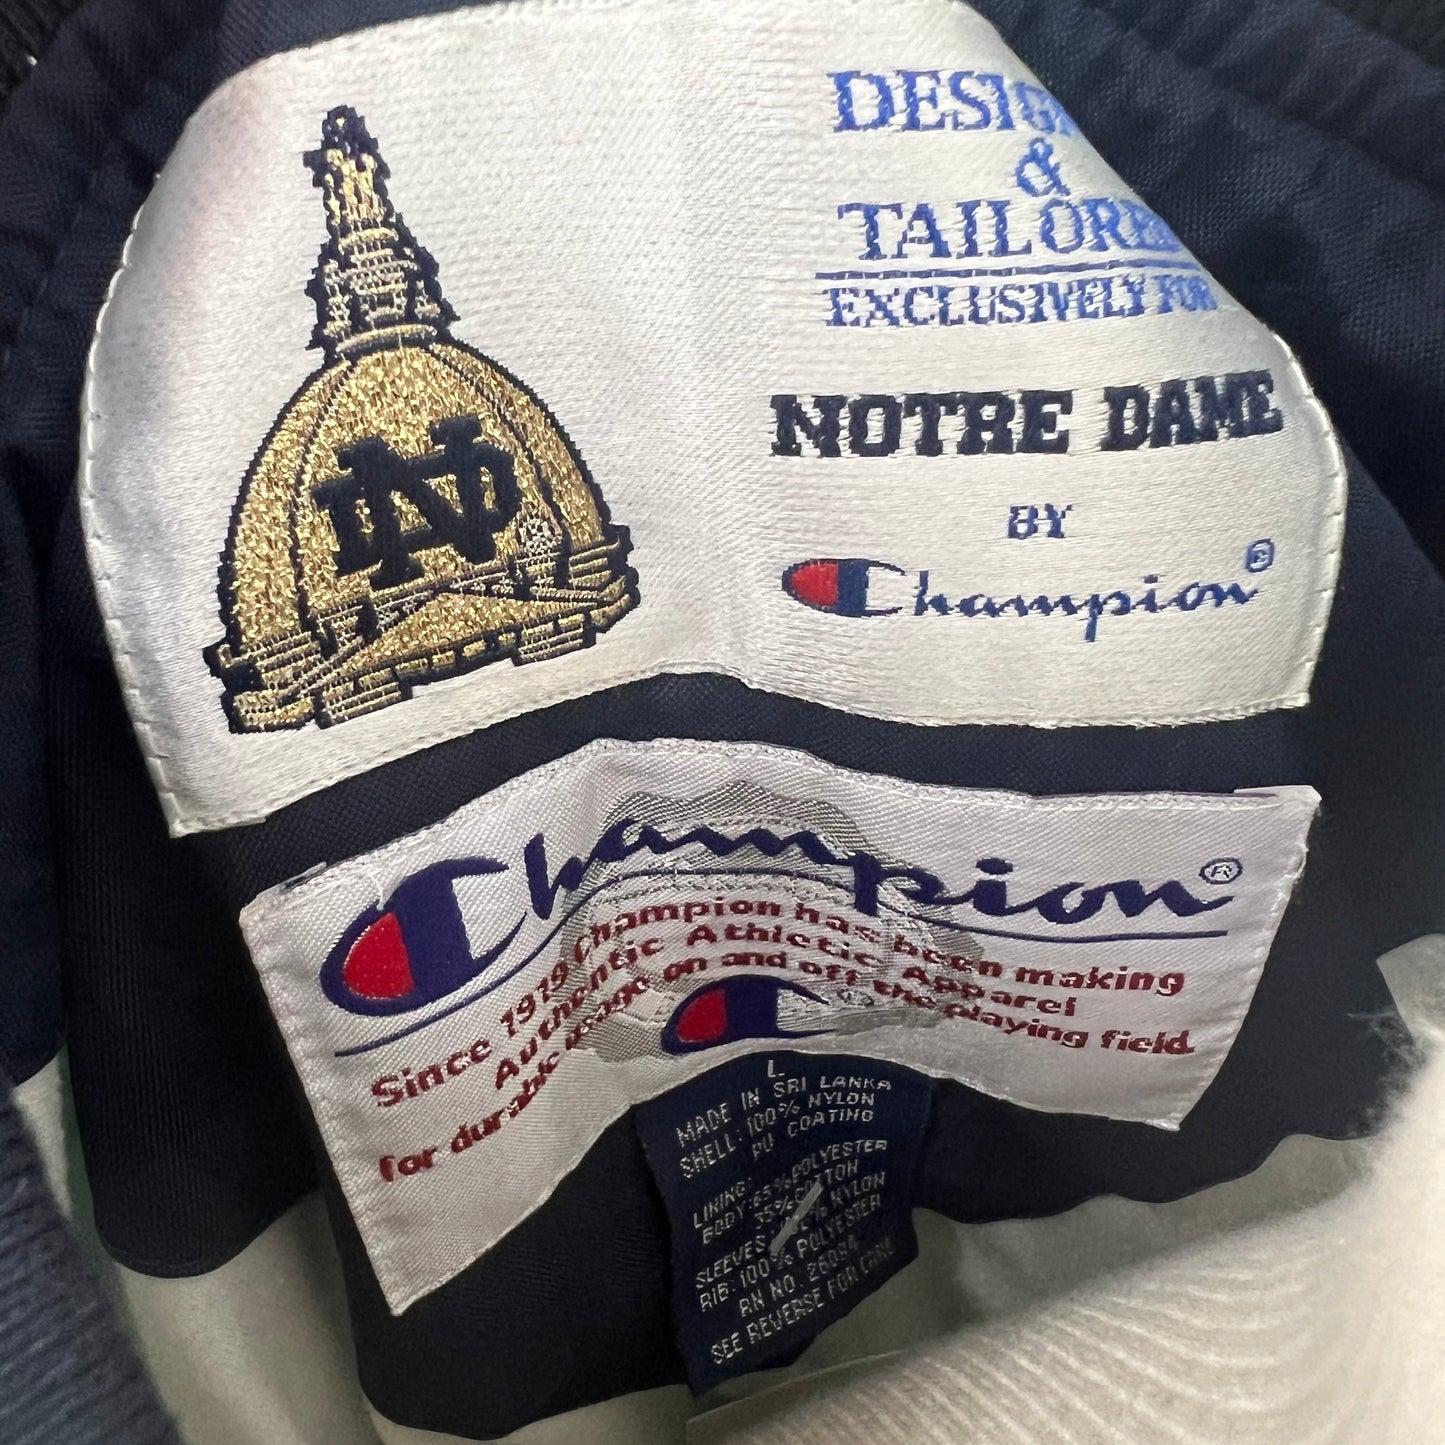 DESIG
&
TAILORE
EXCLUSIVELY FOR
NOTRE DAME
BY
Champion®
ND
Champion®
Since 1919 Champion has been making
Authentic Athletic Apparel
for durable usage on and off the playing field.
L
MADE IN SRI LANKA
SHELL: 100% NYLON
PU COATING
LINING:
BODY: 65% POLYESTER
35% COTTON
SLEEVES: NYLON
RIB: 100% POLYESTER
RN NO. 26094
SEE REVERSE FOR CARE